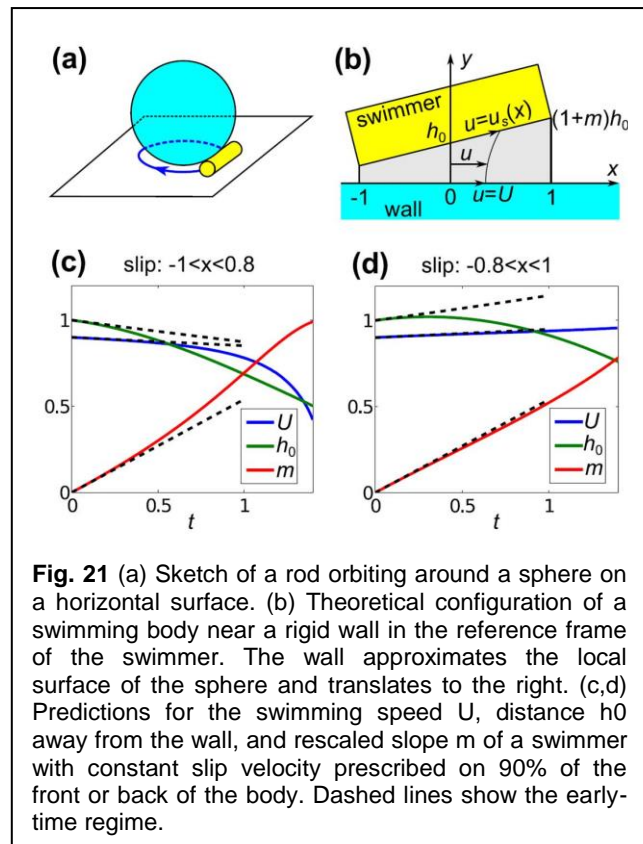 (a)
(b)
y
swimmer
h0
u=us(x)
(1+m)h0
u
-1
0
u=U
1
x
wall
(c)
slip: -1<x<0.8
(d)
slip: -0.8<x<1
1
0.5
0
U
h0
m
0
0.5
1
t
1
0.5
0
U
h0
m
0
0.5
1
t
Fig. 21 (a) Sketch of a rod orbiting around a sphere on
a horizontal surface. (b) Theoretical configuration of a
swimming body near a rigid wall in the reference frame
of the swimmer. The wall approximates the local
surface of the sphere and translates to the right. (c,d)
Predictions for the swimming speed U, distance h0
away from the wall, and rescaled slope m of a swimmer
with constant slip velocity prescribed on 90% of the
front or back of the body. Dashed lines show the early-
time regime.